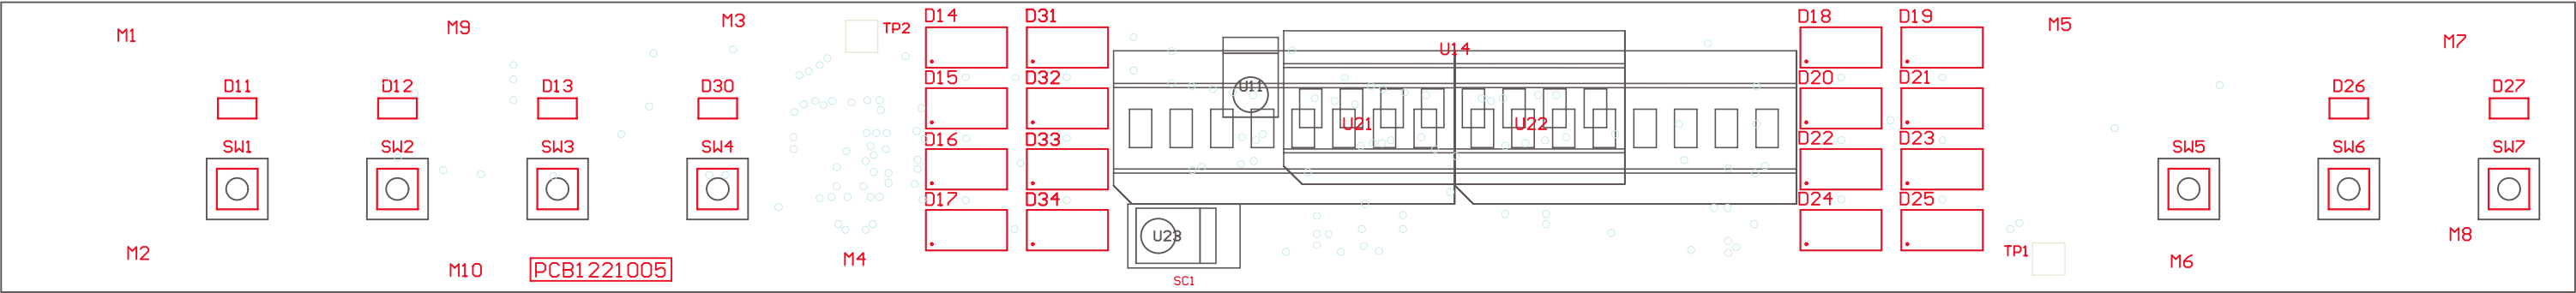 M1
M9
M3
TP2
D14
D31
U14
D18
D19
M5
M7
D11
D12
D13
D30
D15
D32
U11
D20
D21
D26
D27
SW1
SW2
SW3
SW4
D16
D33
U21
U22
D22
D23
SW5
SW6
SW7
D17
D34
D24
D25
M2
M10
PCB1221005
M4
U23
SC1
TP1
M6
M8